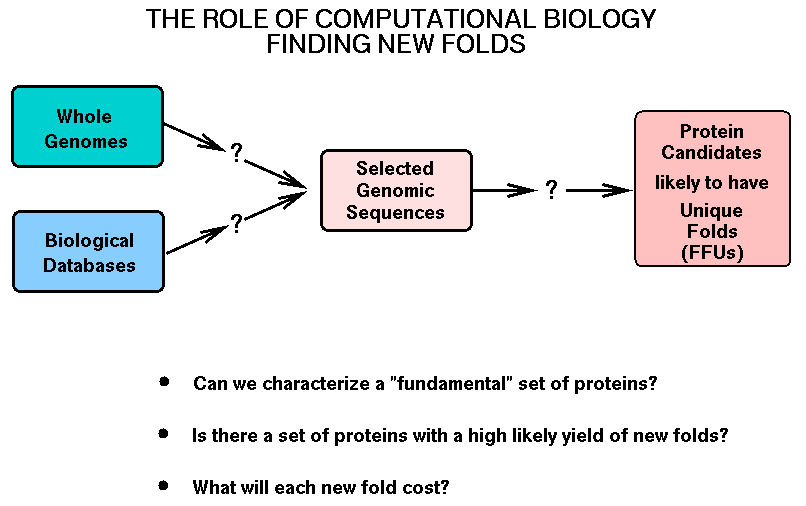 THE ROLE OF COMPUTATIONAL BIOLOGY
FINDING NEW FOLDS
Whole
Genomes
?
Biological
Databases
?
Selected
Genomic
Sequences
?
Protein
Candidates
likely to have
Unique
Folds
(FFUs)
• Can we characterize a "fundamental" set of proteins?
• Is there a set of proteins with a high likely yield of new folds?
• What will each new fold cost?